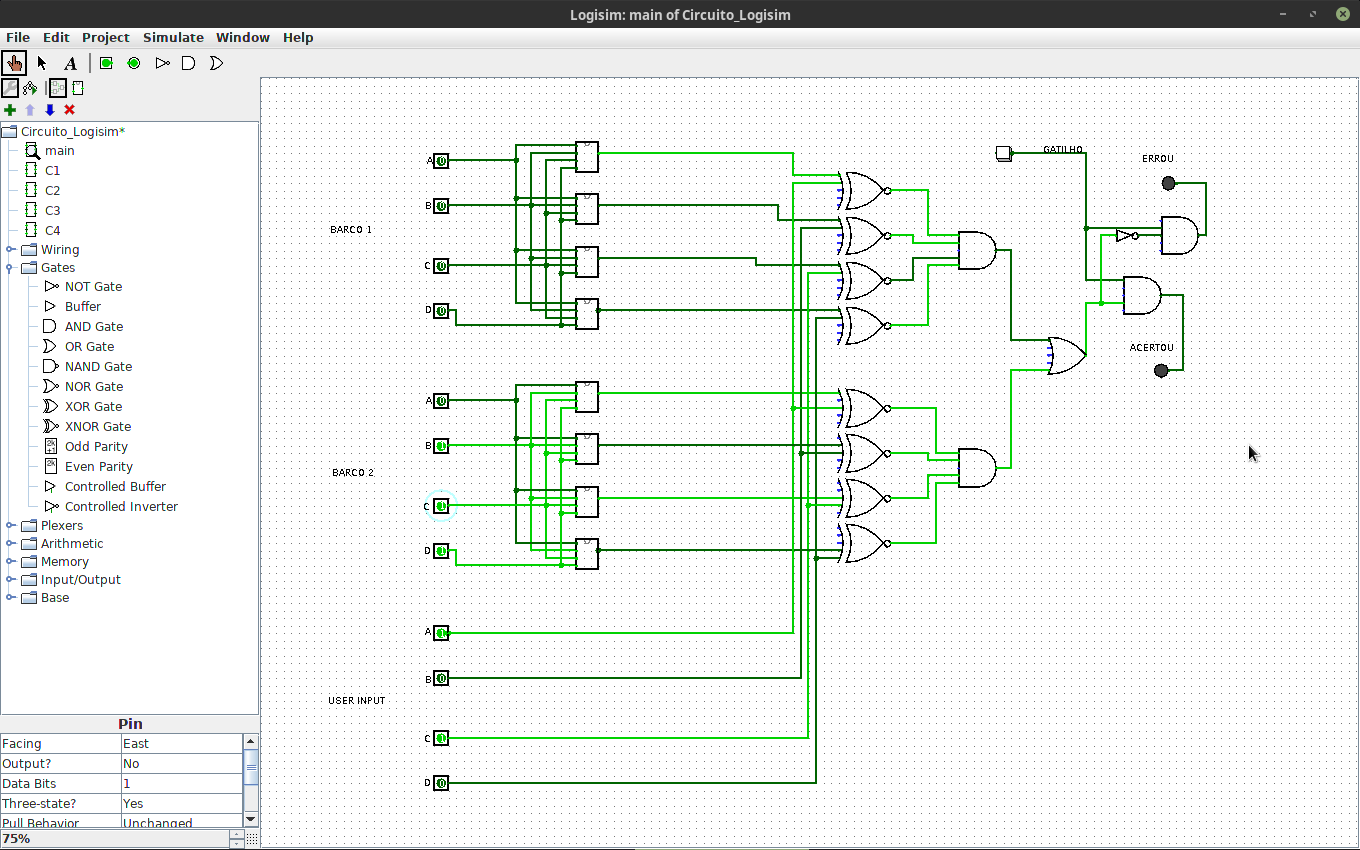 Logisim: main of Circuito_Logisim
File Edit Project Simulate Window Help
A
Circuito_Logisim*
main
C1
C2
C3
C4
Wiring
Gates
NOT Gate
Buffer
AND Gate
OR Gate
NAND Gate
NOR Gate
XOR Gate
XNOR Gate
Odd Parity
Even Parity
Controlled Buffer
Controlled Inverter
Plexers
Arithmetic
Memory
Input/Output
Base
Pin
Facing East
Output? No
Data Bits 1
Three-state? Yes
Pull Behavior Unchanged
75%
GATILHO
ERROU
A 0
B 0
BARCO 1
C 0
D 0
ACERTOU
A 0
B 1
BARCO 2
C 1
D 1
A 1
B 0
USER INPUT
C 1
D 0